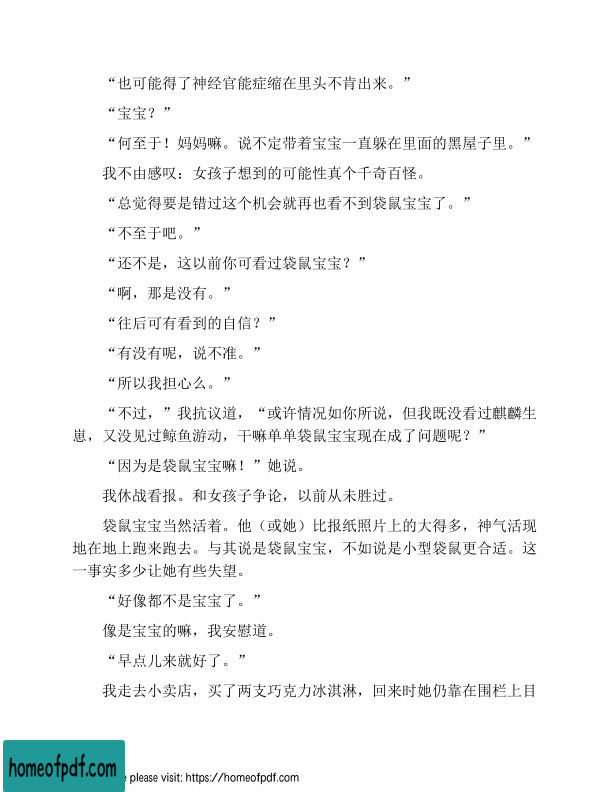 “也可能得了神经官能症缩在里头不肯出来。”
“宝宝？”
“何至于！妈妈嘛。说不定带着宝宝一直躲在里面的黑屋子里。”
我不由感叹：女孩子想到的可能性真个千奇百怪。
“总觉得要是错过这个机会就再也看不到袋鼠宝宝了。”
“不至于吧。”
“还不是，这以前你可看过袋鼠宝宝？”
“啊，那是没有。”
“往后可有看到的自信？”
“有没有呢，说不准。”
“所以我担心么。”
“不过，”我抗议道，“或许情况如你所说，但我既没看过麒麟生
崽，又没见过鲸鱼游动，干嘛单单袋鼠宝宝现在成了问题呢？”
“因为是袋鼠宝宝嘛！”她说。
我休战看报。和女孩子争论，以前从未胜过。
袋鼠宝宝当然活着。他（或她）比报纸照片上的大得多，神气活现
地在地上跑来跑去。与其说是袋鼠宝宝，不如说是小型袋鼠更合适。这
一事实多少让她有些失望。
“好像都不是宝宝了。”
像是宝宝的嘛，我安慰道。
“早点儿来就好了。”
我走去小卖店，买了两支巧克力冰淇淋，回来时她仍靠在围栏上目
homeofpdf.com
e please visit: https://homeofpdf.com